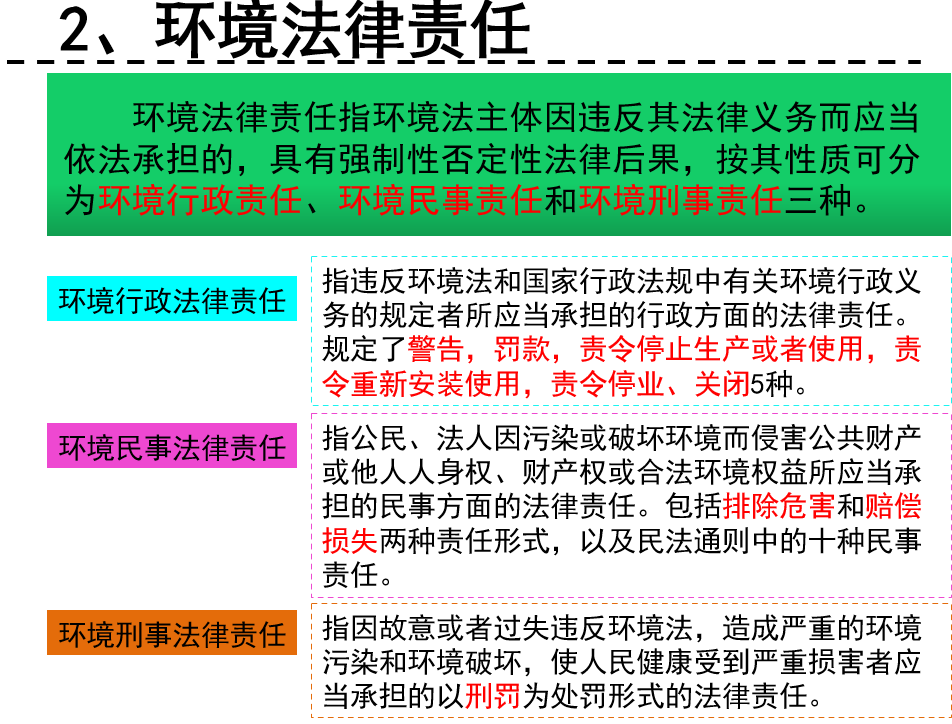 2、环境法律责任
环境法律责任指环境法主体因违反其法律义务而应当
依法承担的，具有强制性否定性法律后果，按其性质可分
为环境行政责任、环境民事责任和环境刑事责任三种。
环境行政法律责任
指违反环境法和国家行政法规中有关环境行政义
务的规定者所应当承担的行政方面的法律责任。
规定了警告，罚款，责令停止生产或者使用，责
令重新安装使用，责令停业、关闭5种。
环境民事法律责任
指公民、法人因污染或破坏环境而侵害公共财产
或他人人身权、财产权或合法环境权益所应当承
担的民事方面的法律责任。包括排除危害和赔偿
损失两种责任形式，以及民法通则中的十种民事
责任。
环境刑事法律责任
指因故意或者过失违反环境法，造成严重的环境
污染和环境破坏，使人民健康受到严重损害者应
当承担的以刑罚为处罚形式的法律责任。